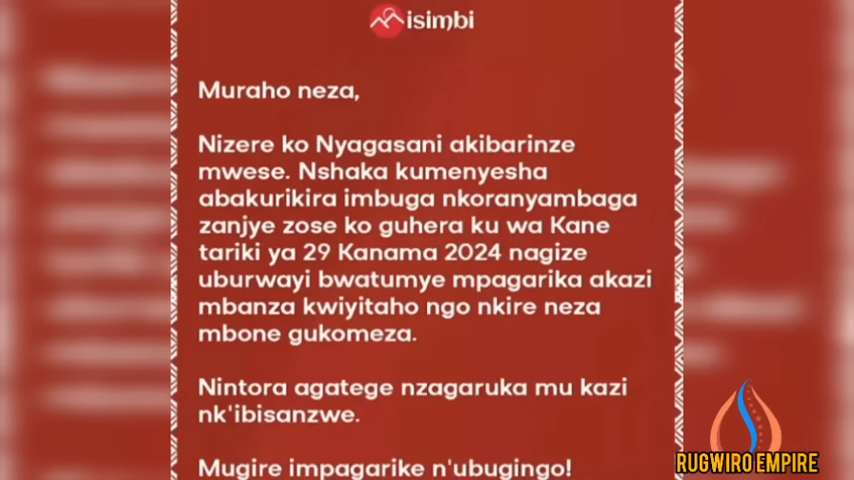 isimbi
Muraho neza,
Nizere ko Nyagasani akibarinze
mwese. Nshaka kumenyesha
abakurikira imbuga nkoranyambaga
zanjye zose ko guhera ku wa Kane
tariki ya 29 Kanama 2024 nagize
uburwayi bwatumye mpagarika akazi
mbanza kwiyitaho ngo nkire neza
mbone gukomeza.
Nintora agatege nzagaruka mu kazi
nk'ibisanzwe.
Mugire impagarike n'ubugingo!
RUGWIRO EMPIRE